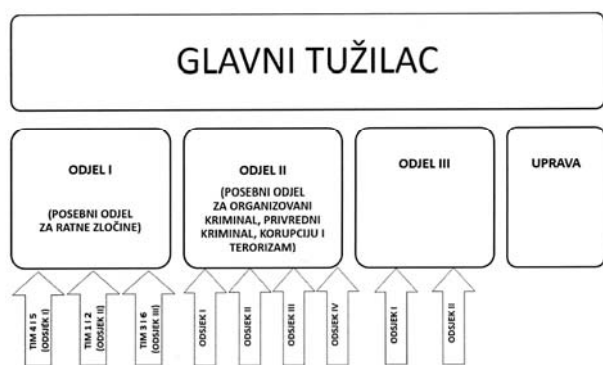 GLAVNI TUŽILAC
ODJEL I
(POSEBNI ODJEL
ZA RATNE ZLOČINE)
ODJEL II
(POSEBNI ODJEL
ZA ORGANIZOVANI
KRIMINAL, PRIVREDNI
KRIMINAL, KORUPCIJU I
TERORIZAM)
ODJEL III
UPRAVA
TIM 4 I 5
(ODSJEK I)
TIM 1 I 2
(ODSJEK II)
TIM 3 I 6
(ODSJEK III)
ODSJEK I
ODSJEK II
ODSJEK III
ODSJEK IV
ODSJEK I
ODSJEK II